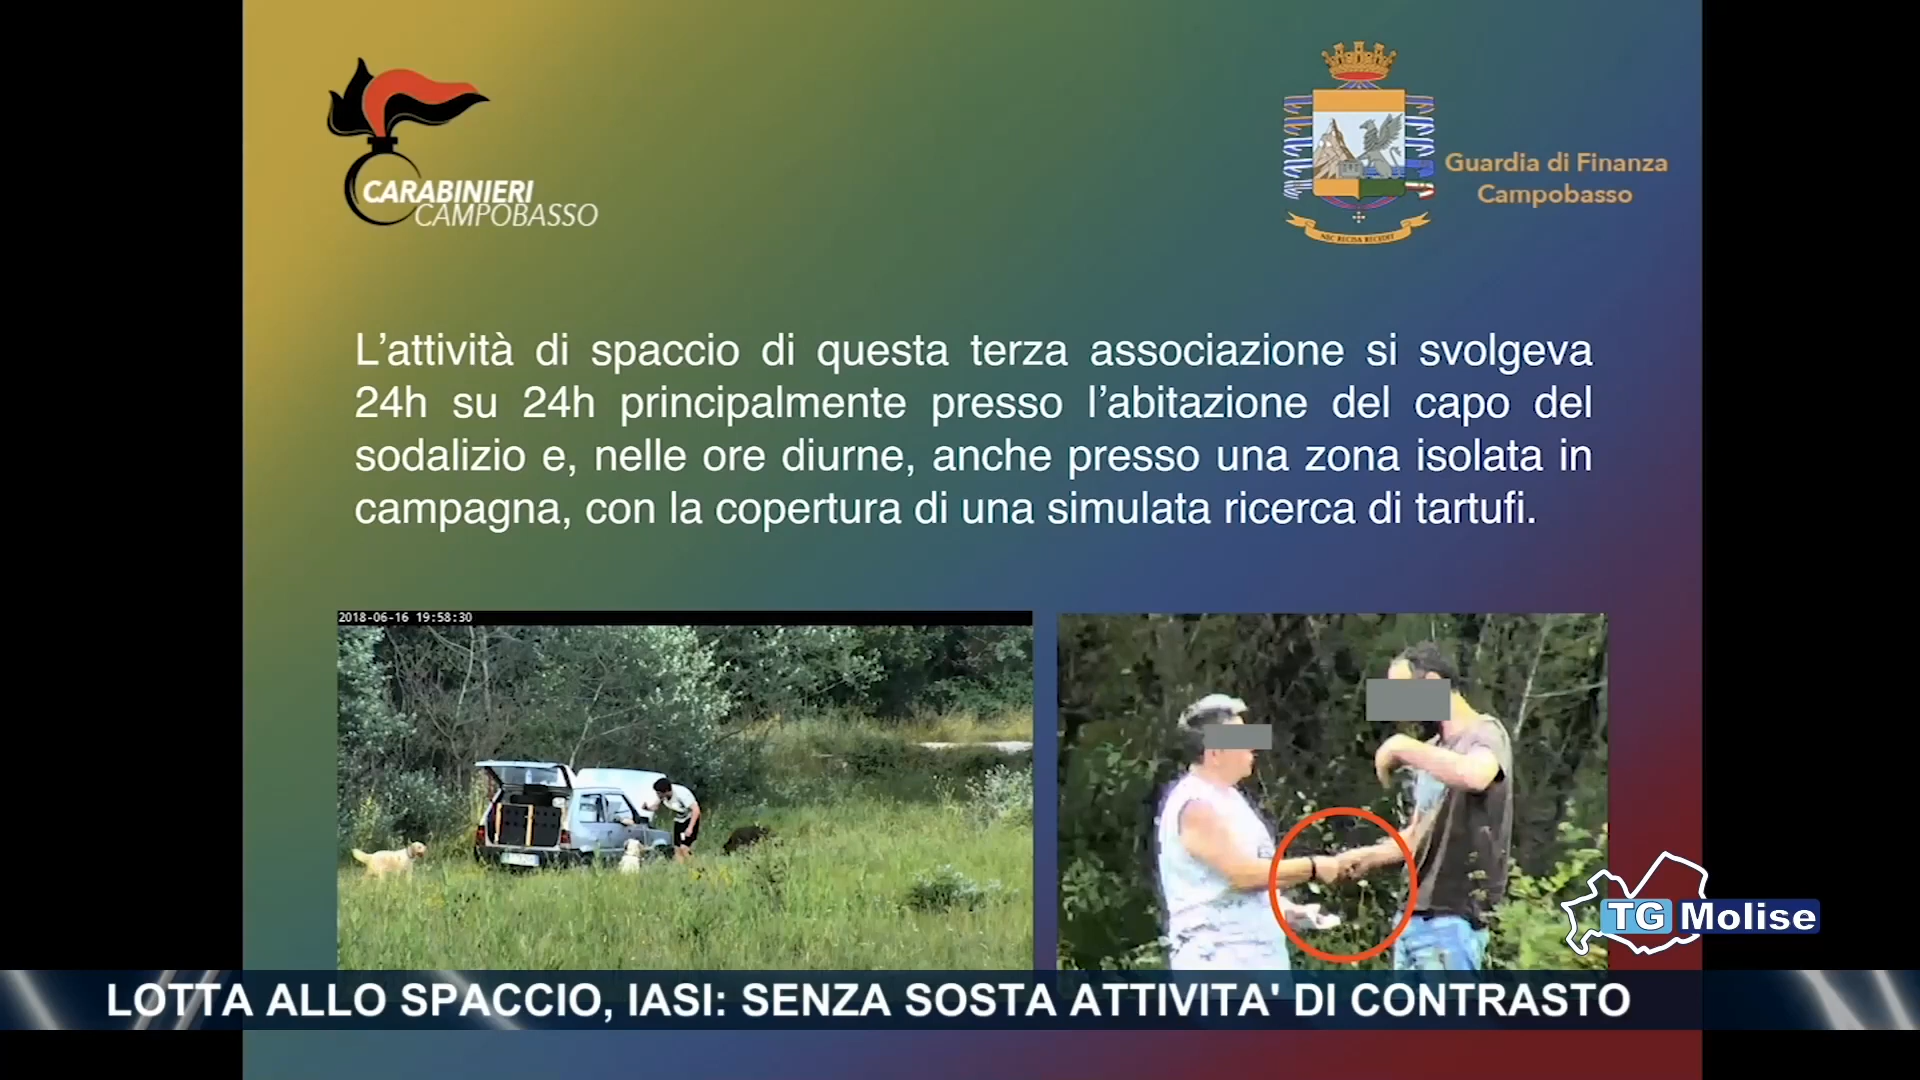 CARABINIERI
CAMPOBASSO
Guardia di Finanza
Campobasso
NEC RECISA RECEDIT
L'attività di spaccio di questa terza associazione si svolgeva
24h su 24h principalmente presso l'abitazione del capo del
sodalizio e, nelle ore diurne, anche presso una zona isolata in
campagna, con la copertura di una simulata ricerca di tartufi.
2018-06-16 19:58:30
TG Molise
LOTTA ALLO SPACCIO, IASI: SENZA SOSTA ATTIVITA' DI CONTRASTO